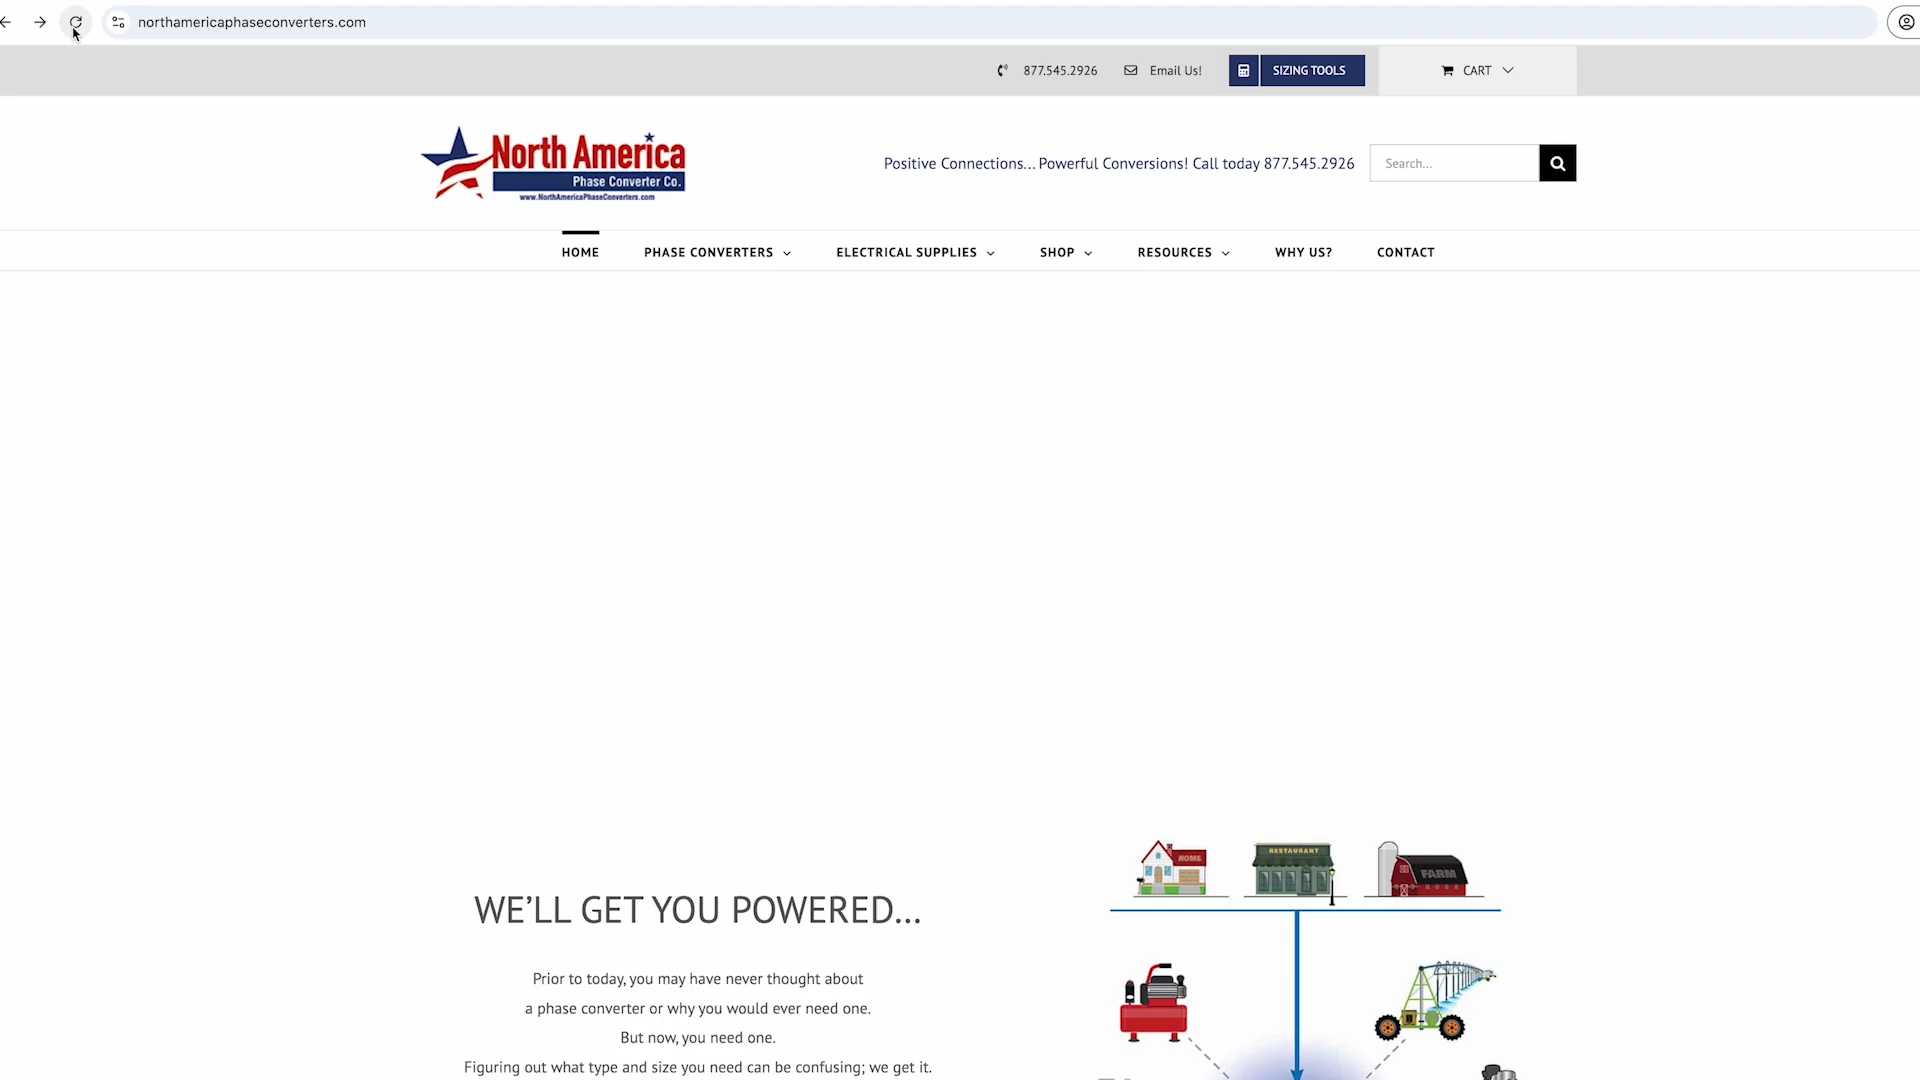 northamericaphaseconverters.com
877.545.2926
Email Us!
SIZING TOOLS
CART
North America
Phase Converter Co.
www.NorthAmericaPhaseConverters.com
Positive Connections... Powerful Conversions! Call today 877.545.2926
Search...
HOME
PHASE CONVERTERS
ELECTRICAL SUPPLIES
SHOP
RESOURCES
WHY US?
CONTACT
HOME
RESTAURANT
FARM
WE’LL GET YOU POWERED…
Prior to today, you may have never thought about
a phase converter or why you would ever need one.
But now, you need one.
Figuring out what type and size you need can be confusing; we get it.